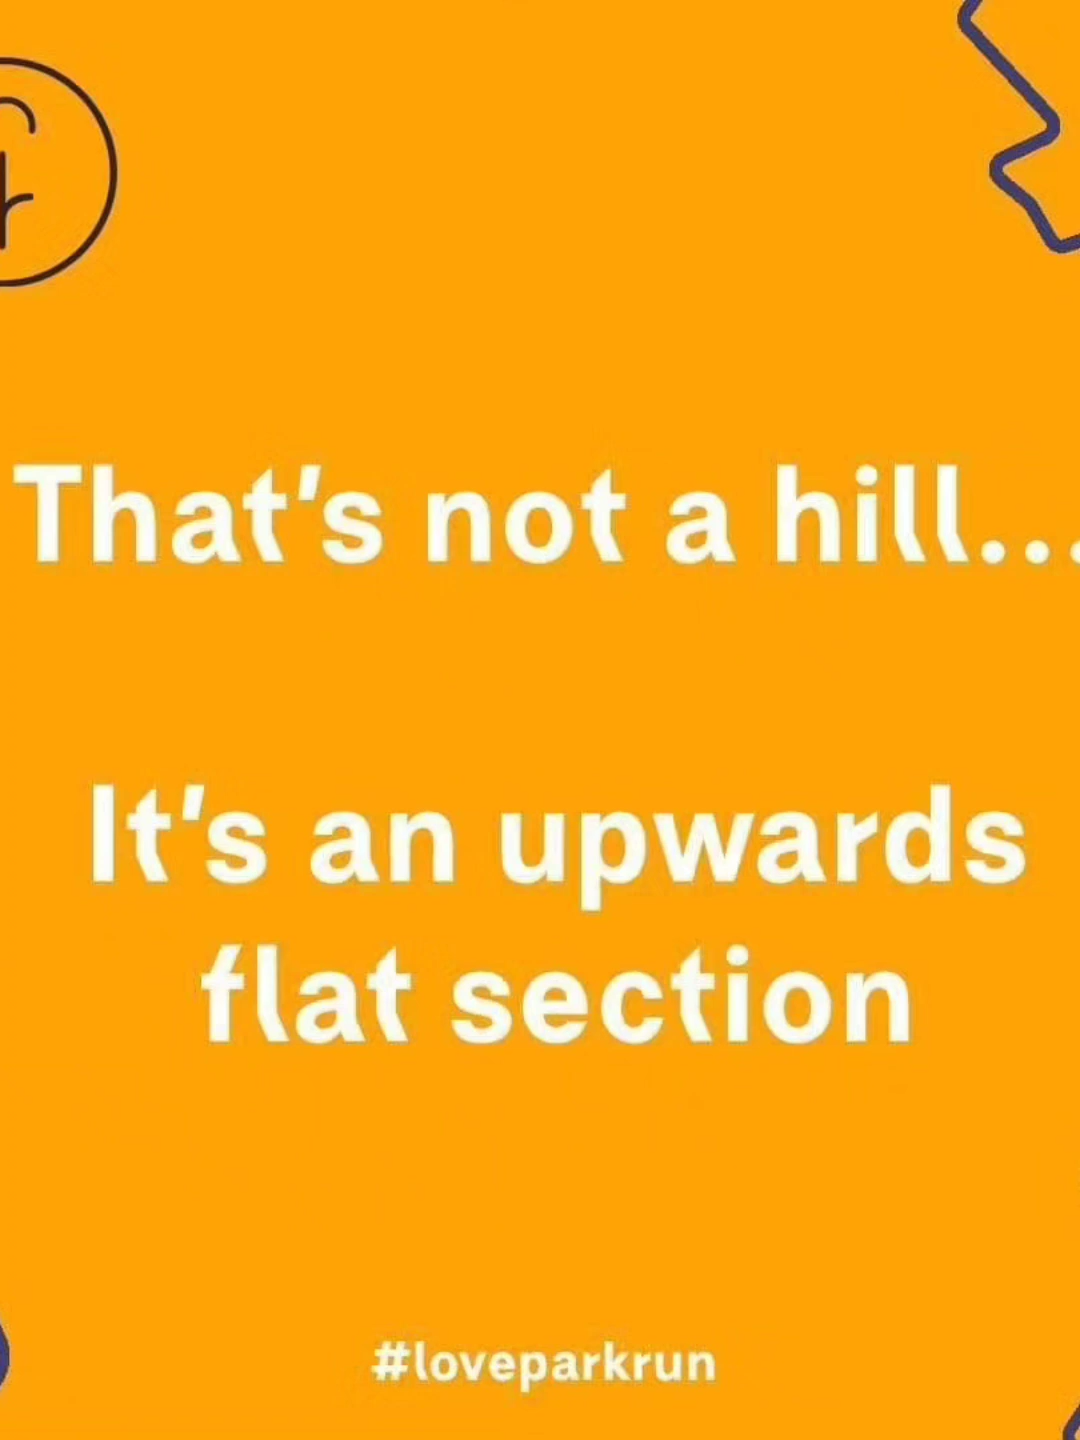 That's not a hill...
It's an upwards
flat section
#loveparkrun